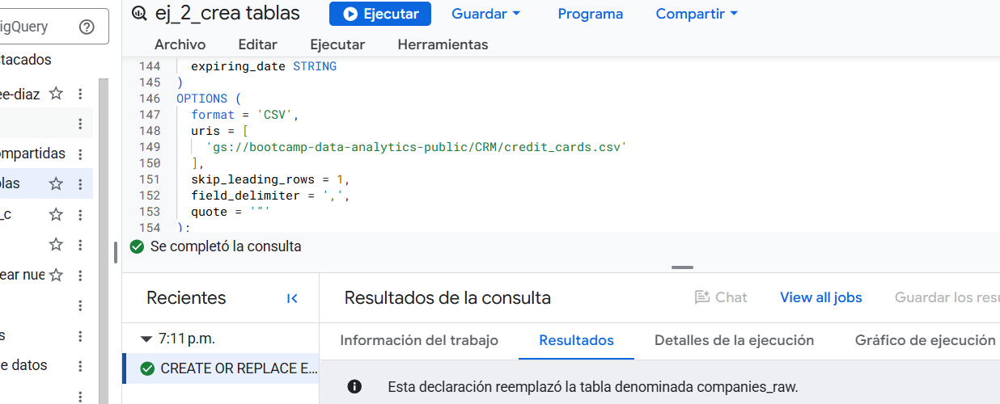 igQuery
tacados
ee-diaz
ompartidas
blas
_c
ear nue
s
e datos
ej_2_crea tablas
Ejecutar
Guardar
Programa
Compartir
Archivo
Editar
Ejecutar
Herramientas
144 expiring_date STRING
145 )
146 OPTIONS (
147 format = 'CSV',
148 uris = [
149 'gs://bootcamp-data-analytics-public/CRM/credit_cards.csv'
150 ],
151 skip_leading_rows = 1,
152 field_delimiter = ',',
153 quote = '"'
154 );
Se completó la consulta
Recientes
7:11 p.m.
CREATE OR REPLACE E...
Resultados de la consulta
Chat
View all jobs
Guardar los resu
Información del trabajo
Resultados
Detalles de la ejecución
Gráfico de ejecución
Esta declaración reemplazó la tabla denominada companies_raw.